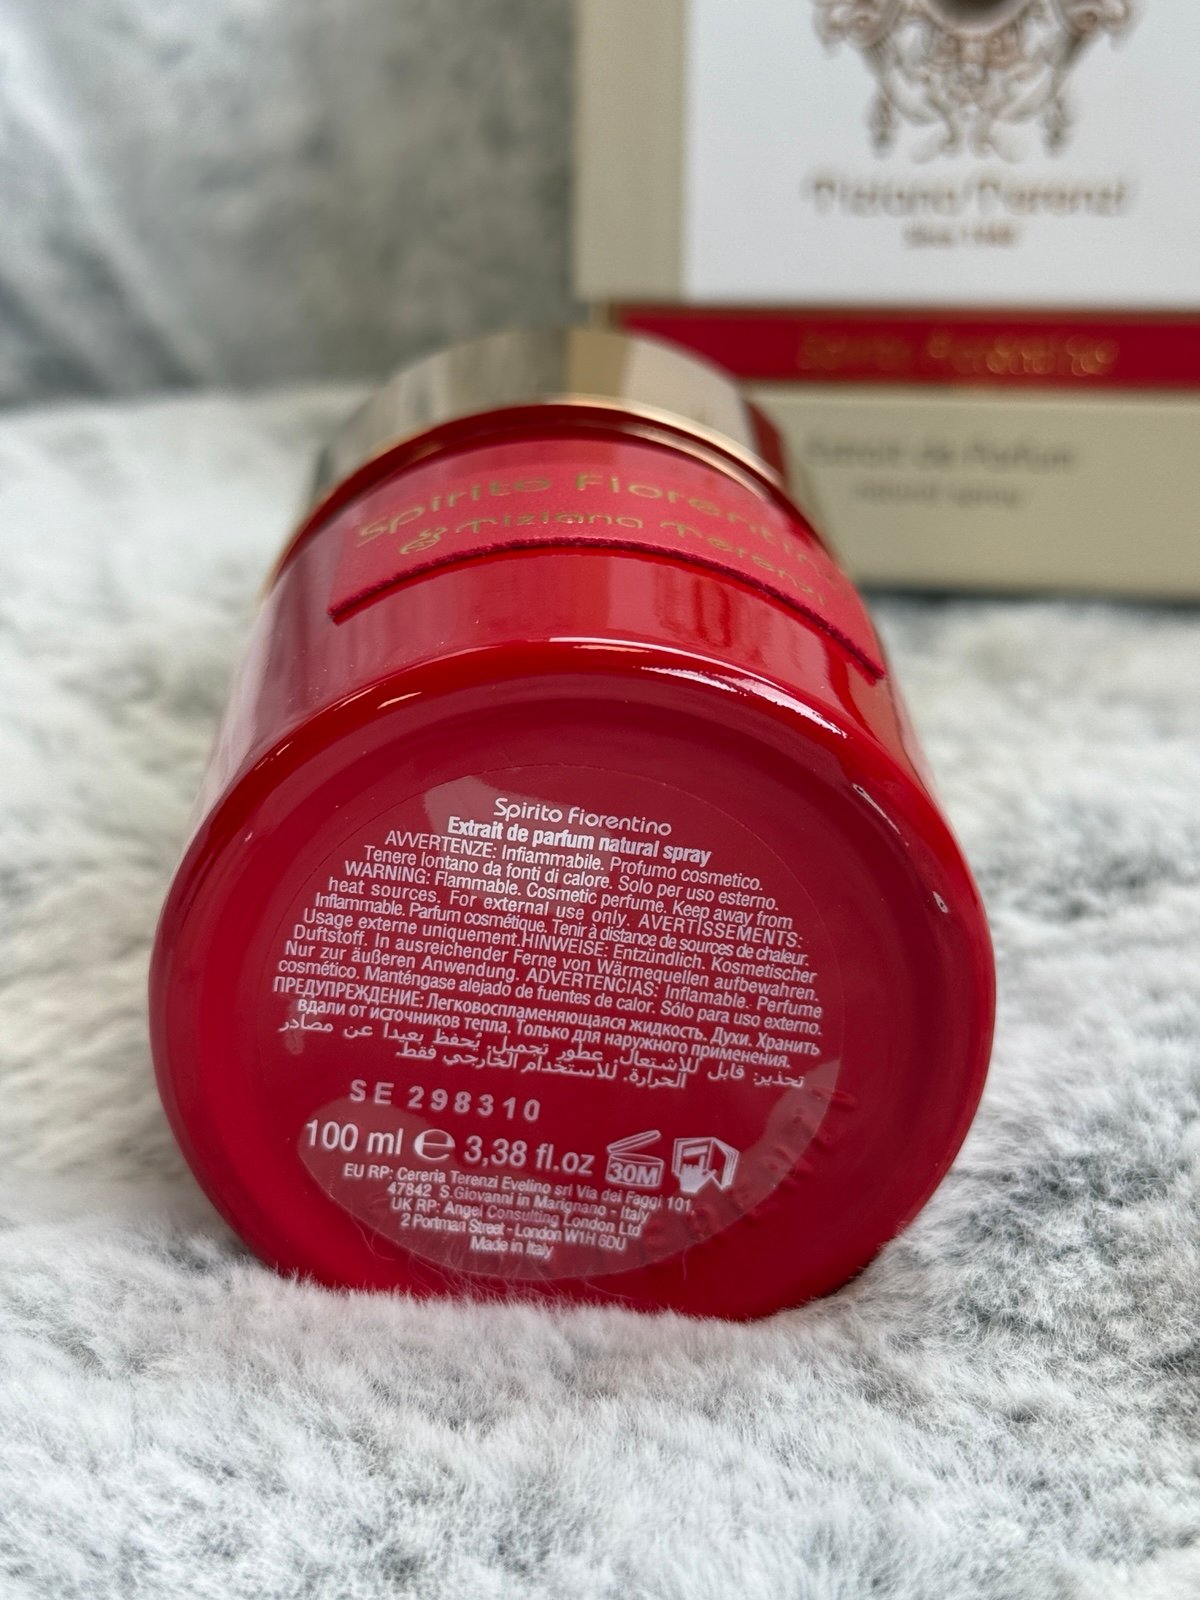 Tiziana Terenzi
Spirito Fiorentino
Extrait de Parfum
natural spray
Spirito Fiorentino
Tiziana Terenzi
Spirito Fiorentino
Extrait de parfum natural spray
AVVERTENZE: Infiammabile. Profumo cosmetico.
Tenere lontano da fonti di calore. Solo per uso esterno.
WARNING: Flammable. Cosmetic perfume. Keep away from
heat sources. For external use only. AVERTISSEMENTS:
Inflammable. Parfum cosmétique. Tenir à distance de sources de chaleur.
Usage externe uniquement.HINWEISE: Entzündlich. Kosmetischer
Duftstoff. In ausreichender Ferne von Wärmequellen aufbewahren.
Nur zur äußeren Anwendung. ADVERTENCIAS: Inflamable. Perfume
cosmético. Manténgase alejado de fuentes de calor. Sólo para uso externo.
ПРЕДУПРЕЖДЕНИЕ: Легковоспламеняющаяся жидкость. Духи. Хранить
вдали от источников тепла. Только для наружного применения.
تحذير: قابل للاشتعال. عطور تجميل. يُحفظ بعيدا عن مصادر
الحرارة. للاستخدام الخارجي فقط.
SE 298310
100 ml e 3,38 fl.oz 30M
EU RP: Cereria Terenzi Evelino srl Via dei Faggi 101,
47842 S.Giovanni in Marignano - Italy
UK RP: Angel Consulting London Ltd
2 Portman Street - London W1H 6DU
Made in Italy